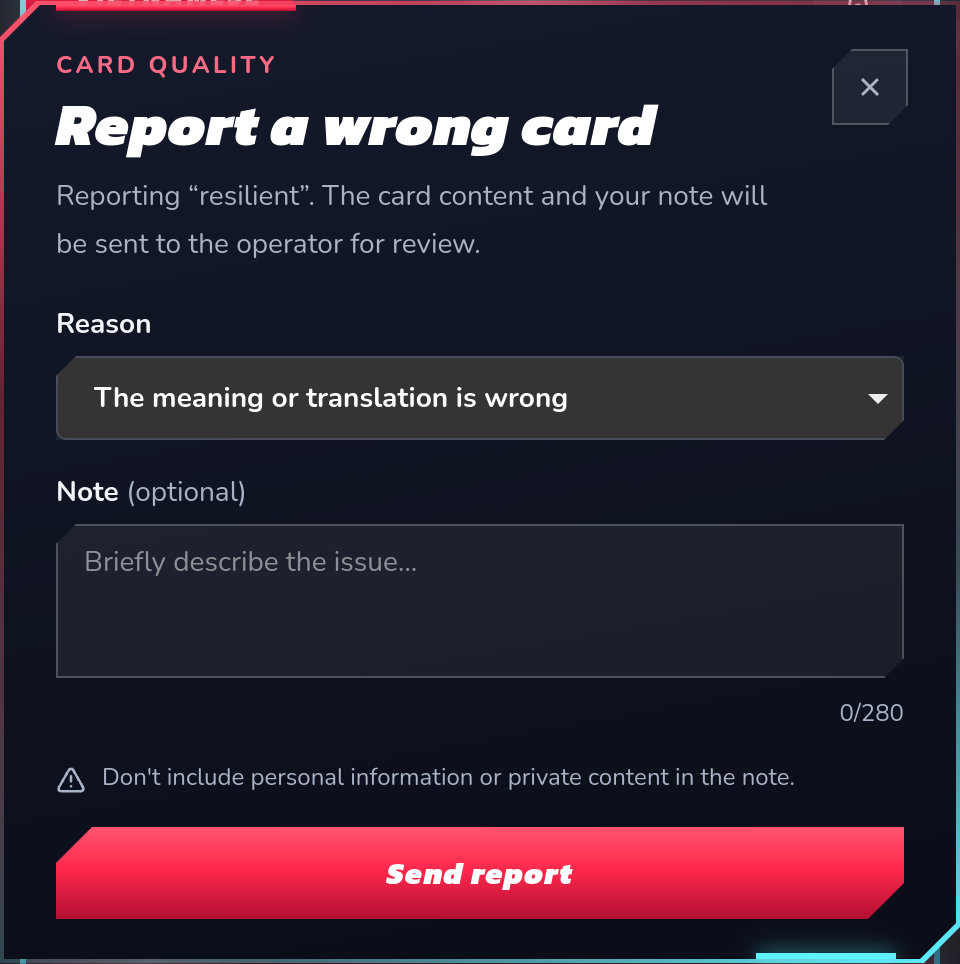 CARD QUALITY
Report a wrong card
Reporting “resilient”. The card content and your note will
be sent to the operator for review.
Reason
The meaning or translation is wrong
Note (optional)
Briefly describe the issue...
0/280
Don't include personal information or private content in the note.
Send report